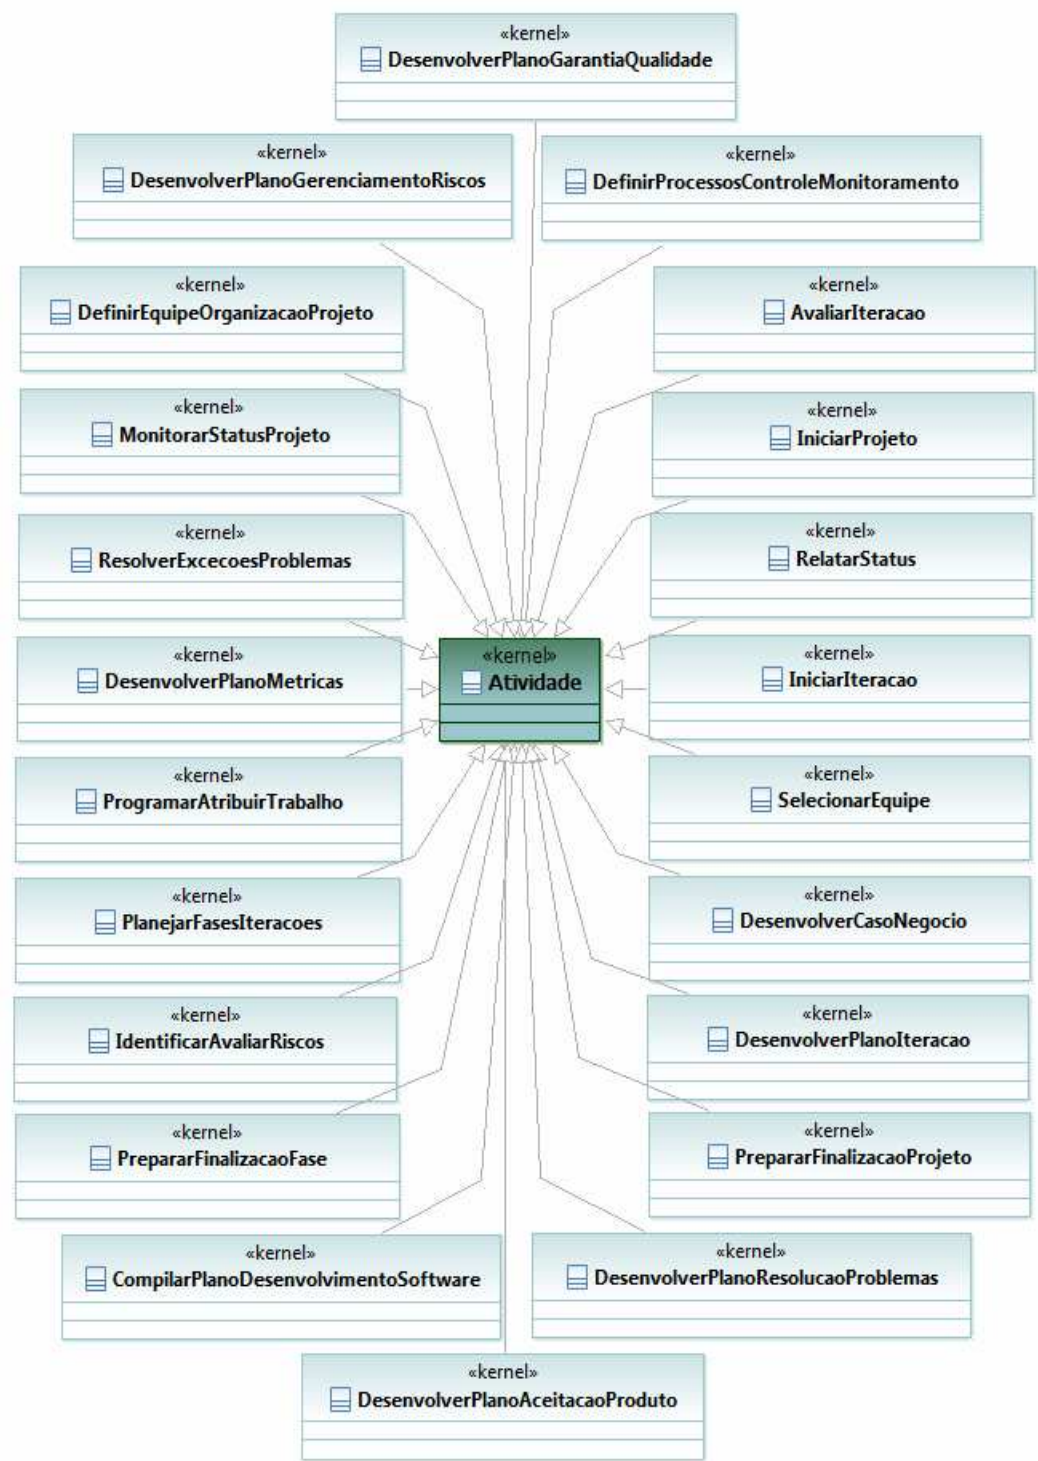 «kernel»
DesenvolverPlanoGarantiaQualidade
«kernel»
DesenvolverPlanoGerenciamentoRiscos
«kernel»
DefinirProcessosControleMonitoramento
«kernel»
DefinirEquipeOrganizacaoProjeto
«kernel»
AvaliarIteracao
«kernel»
MonitorarStatusProjeto
«kernel»
IniciarProjeto
«kernel»
ResolverExcecoesProblemas
«kernel»
RelatarStatus
«kernel»
Atividade
«kernel»
DesenvolverPlanoMetricas
«kernel»
IniciarIteracao
«kernel»
ProgramarAtribuirTrabalho
«kernel»
SelecionarEquipe
«kernel»
PlanejarFasesIteracoes
«kernel»
DesenvolverCasoNegocio
«kernel»
IdentificarAvaliarRiscos
«kernel»
DesenvolverPlanoIteracao
«kernel»
PrepararFinalizacaoFase
«kernel»
PrepararFinalizacaoProjeto
«kernel»
CompilarPlanoDesenvolvimentoSoftware
«kernel»
DesenvolverPlanoResolucaoProblemas
«kernel»
DesenvolverPlanoAceitacaoProduto